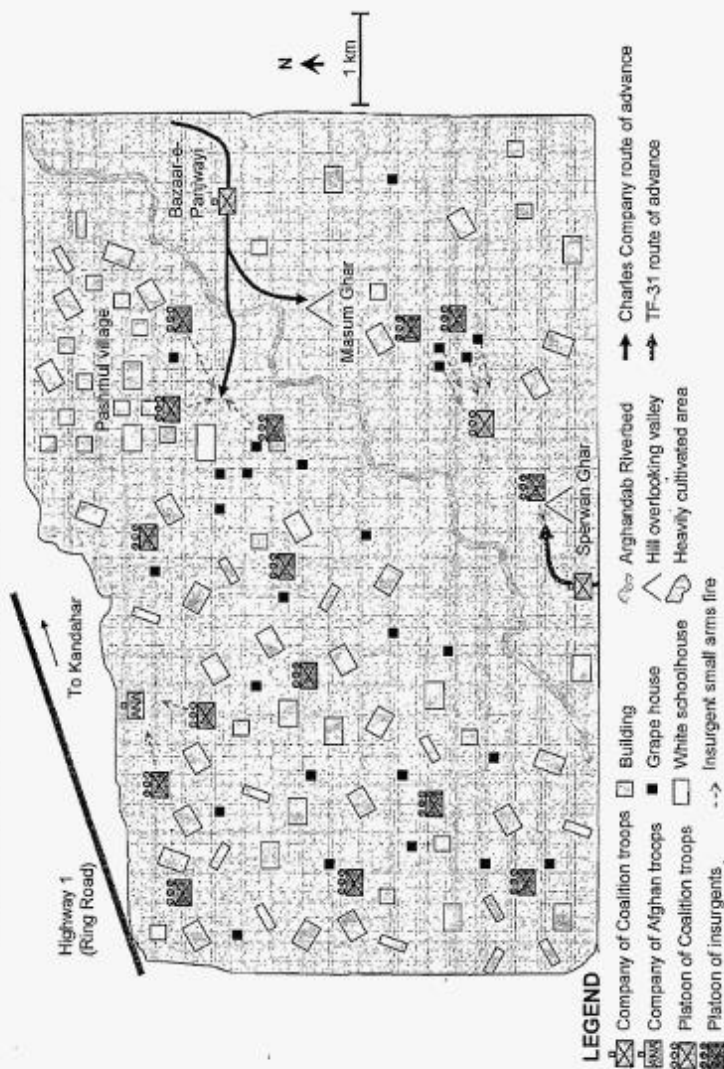 Highway 1
(Ring Road)
To Kandahar
Pashmul village
Bazaar-e-
Panjwayi
N
1 km
Masum Ghar
Sperwan Ghar
ANA
LEGEND
Company of Coalition troops
Company of Afghan troops
Platoon of Coalition troops
Platoon of insurgents
Building
Grape house
White schoolhouse
Insurgent small arms fire
Arghandab Riverbed
Hill overlooking valley
Heavily cultivated area
Charles Company route of advance
TF-31 route of advance
ANA